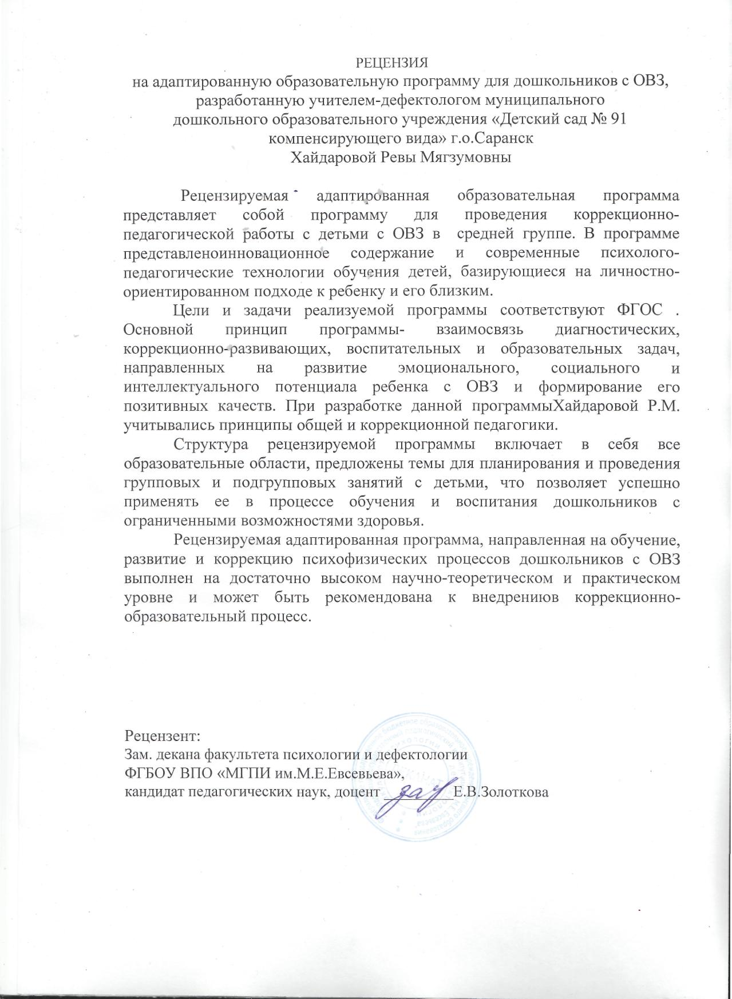 РЕЦЕНЗИЯ
на адаптированную образовательную программу для дошкольников с ОВЗ,
разработанную учителем-дефектологом муниципального
дошкольного образовательного учреждения «Детский сад № 91
компенсирующего вида» г.о.Саранск
Хайдаровой Ревы Мягзумовны
Рецензируемая адаптированная образовательная программа
представляет собой программу для проведения коррекционно-
педагогической работы с детьми с ОВЗ в средней группе. В программе
представленоинновационное содержание и современные психолого-
педагогические технологии обучения детей, базирующиеся на личностно-
ориентированном подходе к ребенку и его близким.
Цели и задачи реализуемой программы соответствуют ФГОС .
Основной принцип программы- взаимосвязь диагностических,
коррекционно-развивающих, воспитательных и образовательных задач,
направленных на развитие эмоционального, социального и
интеллектуального потенциала ребенка с ОВЗ и формирование его
позитивных качеств. При разработке данной программыХайдаровой Р.М.
учитывались принципы общей и коррекционной педагогики.
Структура рецензируемой программы включает в себя все
образовательные области, предложены темы для планирования и проведения
групповых и подгрупповых занятий с детьми, что позволяет успешно
применять ее в процессе обучения и воспитания дошкольников с
ограниченными возможностями здоровья.
Рецензируемая адаптированная программа, направленная на обучение,
развитие и коррекцию психофизических процессов дошкольников с ОВЗ
выполнен на достаточно высоком научно-теоретическом и практическом
уровне и может быть рекомендована к внедрениюв коррекционно-
образовательный процесс.
Рецензент:
Зам. декана факультета психологии и дефектологии
ФГБОУ ВПО «МГПИ им.М.Е.Евсевьева»,
кандидат педагогических наук, доцент _________Е.В.Золоткова